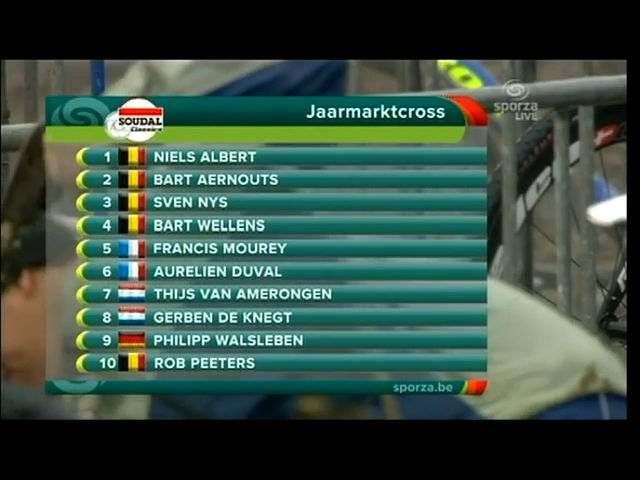 sporza
LIVE
SOUDAL
Classics
Jaarmarktcross
1 NIELS ALBERT
2 BART AERNOUTS
3 SVEN NYS
4 BART WELLENS
5 FRANCIS MOUREY
6 AURELIEN DUVAL
7 THIJS VAN AMERONGEN
8 GERBEN DE KNEGT
9 PHILIPP WALSLEBEN
10 ROB PEETERS
sporza.be